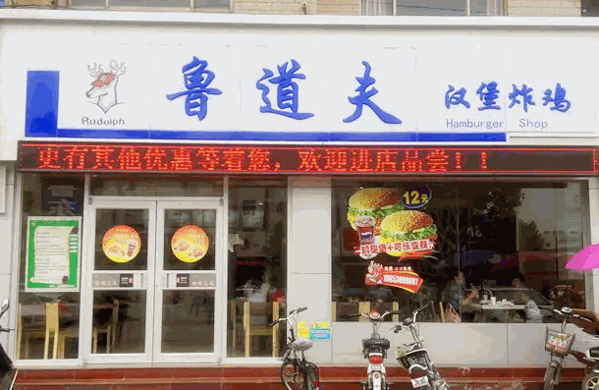 鲁道夫
汉堡炸鸡
Rudolph
Hamburger Shop
更有其他优惠等着您，欢迎进店品尝！！
12元